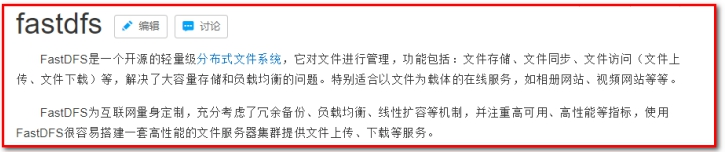 fastdfs 编辑 讨论
FastDFS是一个开源的轻量级分布式文件系统，它对文件进行管理，功能包括：文件存储、文件同步、文件访问（文件上
传、文件下载）等，解决了大容量存储和负载均衡的问题。特别适合以文件为载体的在线服务，如相册网站、视频网站等等。
FastDFS为互联网量身定制，充分考虑了冗余备份、负载均衡、线性扩容等机制，并注重高可用、高性能等指标，使用
FastDFS很容易搭建一套高性能的文件服务器集群提供文件上传、下载等服务。